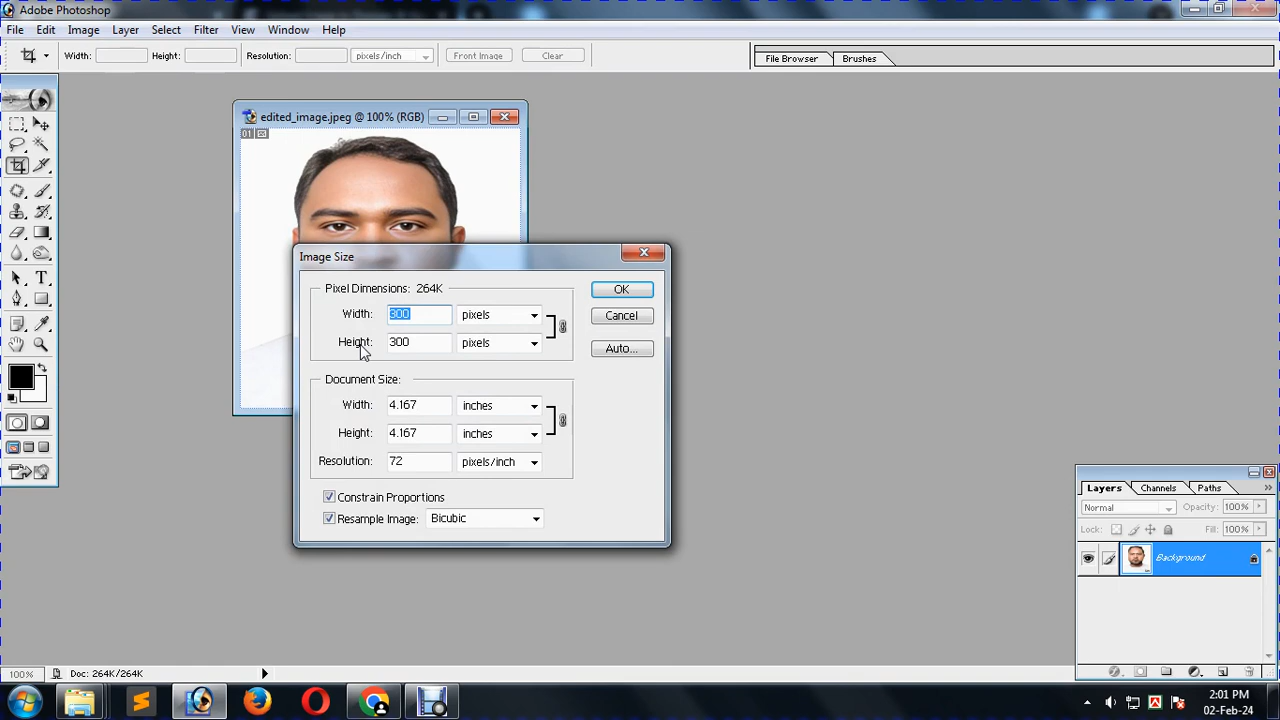 Adobe Photoshop
File Edit Image Layer Select Filter View Window Help
Width: Height: Resolution: pixels/inch Front Image Clear File Browser Brushes
edited_image.jpeg @ 100% (RGB)
01
Image Size
Pixel Dimensions: 264K
Width: 300 pixels
Height: 300 pixels
OK
Cancel
Auto...
Document Size:
Width: 4.167 inches
Height: 4.167 inches
Resolution: 72 pixels/inch
Constrain Proportions
Resample Image: Bicubic
Layers Channels Paths
Normal Opacity: 100%
Lock: Fill: 100%
Background
100% Doc: 264K/264K
2:01 PM
02-Feb-24